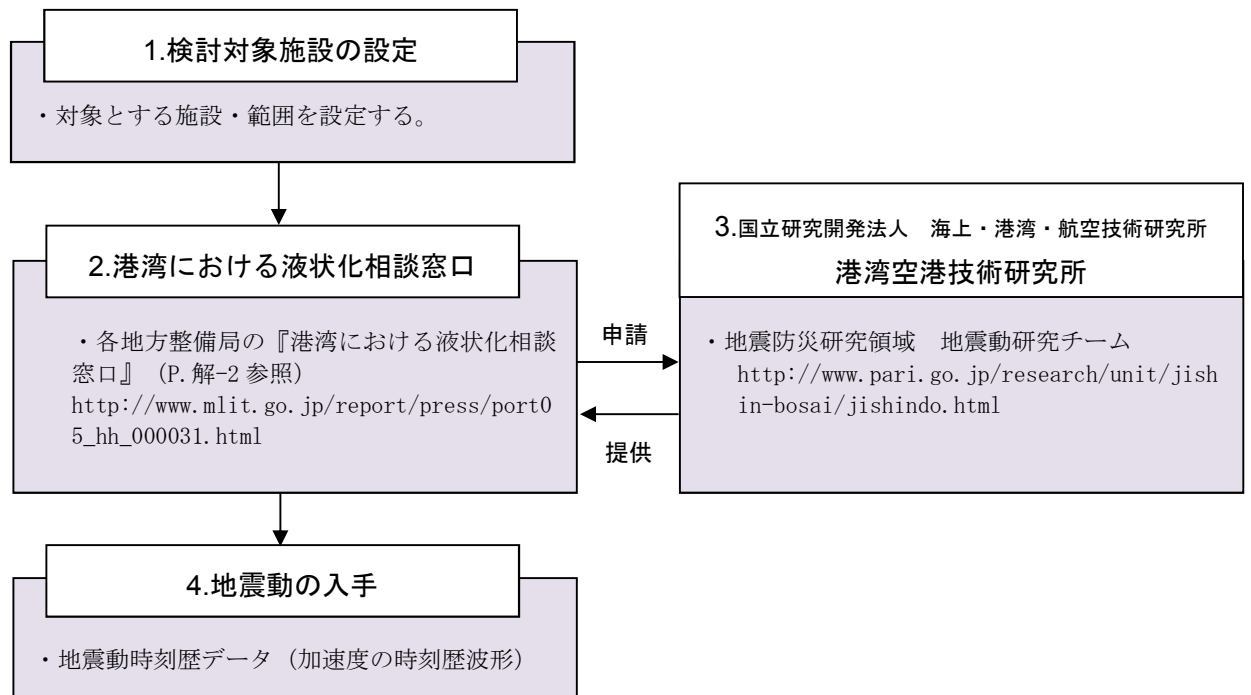 1.検討対象施設の設定
・対象とする施設・範囲を設定する。
2.港湾における液状化相談窓口
・各地方整備局の『港湾における液状化相談
窓口』（P.解-2 参照）
http://www.mlit.go.jp/report/press/port0
5_hh_000031.html
申請
提供
3.国立研究開発法人　海上・港湾・航空技術研究所
港湾空港技術研究所
・地震防災研究領域　地震動研究チーム
http://www.pari.go.jp/research/unit/jish
in-bosai/jishindo.html
4.地震動の入手
・地震動時刻歴データ（加速度の時刻歴波形）